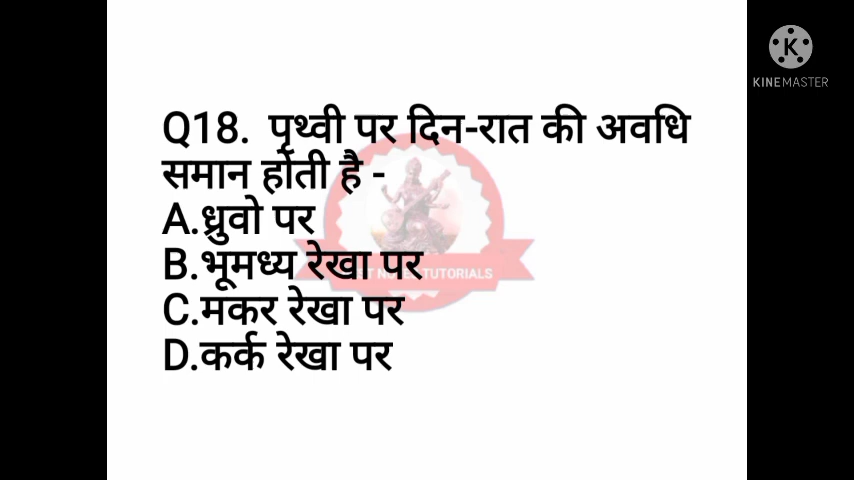 KINEMASTER
Q18. पृथ्वी पर दिन-रात की अवधि
समान होती है -
A.ध्रुवो पर
B.भूमध्य रेखा पर
C.मकर रेखा पर
D.कर्क रेखा पर
TUTORIALS